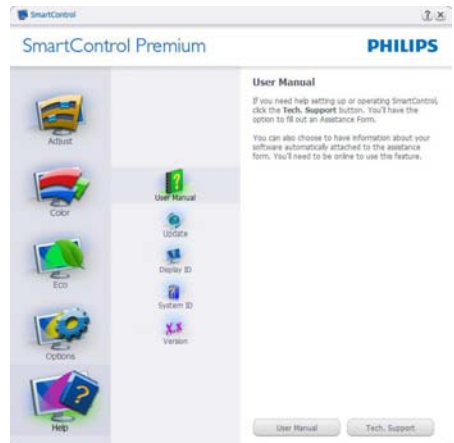 SmartControl
SmartControl Premium
PHILIPS
Adjust
Color
Eco
Options
Help
User Manual
Update
Display ID
System ID
X.x
Version
User Manual
If you need help setting up or operating SmartControl,
click the Tech. Support button. You'll have the
option to fill out an Assistance Form.
You can also choose to have information about your
software automatically attached to the assistance
form. You'll need to be online to use the feature.
User Manual
Tech. Support